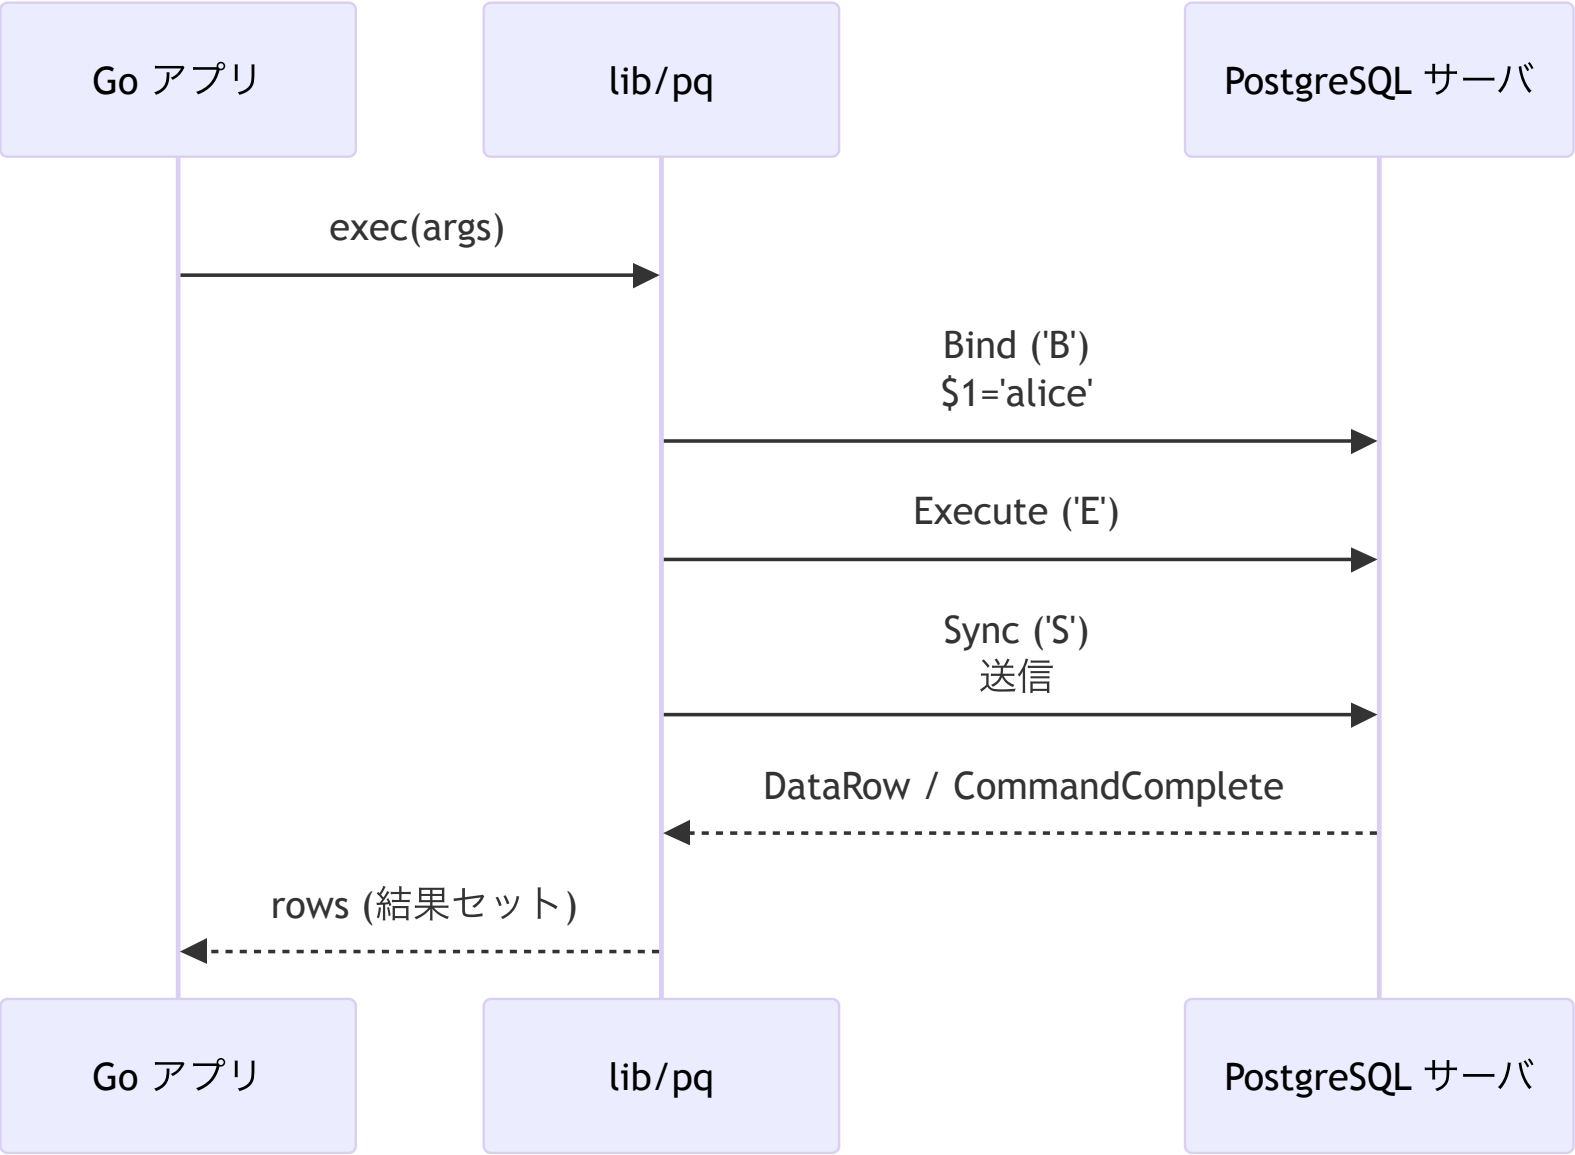 Go アプリ
lib/pq
PostgreSQL サーバ
exec(args)
Bind ('B')
$1='alice'
Execute ('E')
Sync ('S')
送信
DataRow / CommandComplete
rows (結果セット)
Go アプリ
lib/pq
PostgreSQL サーバ